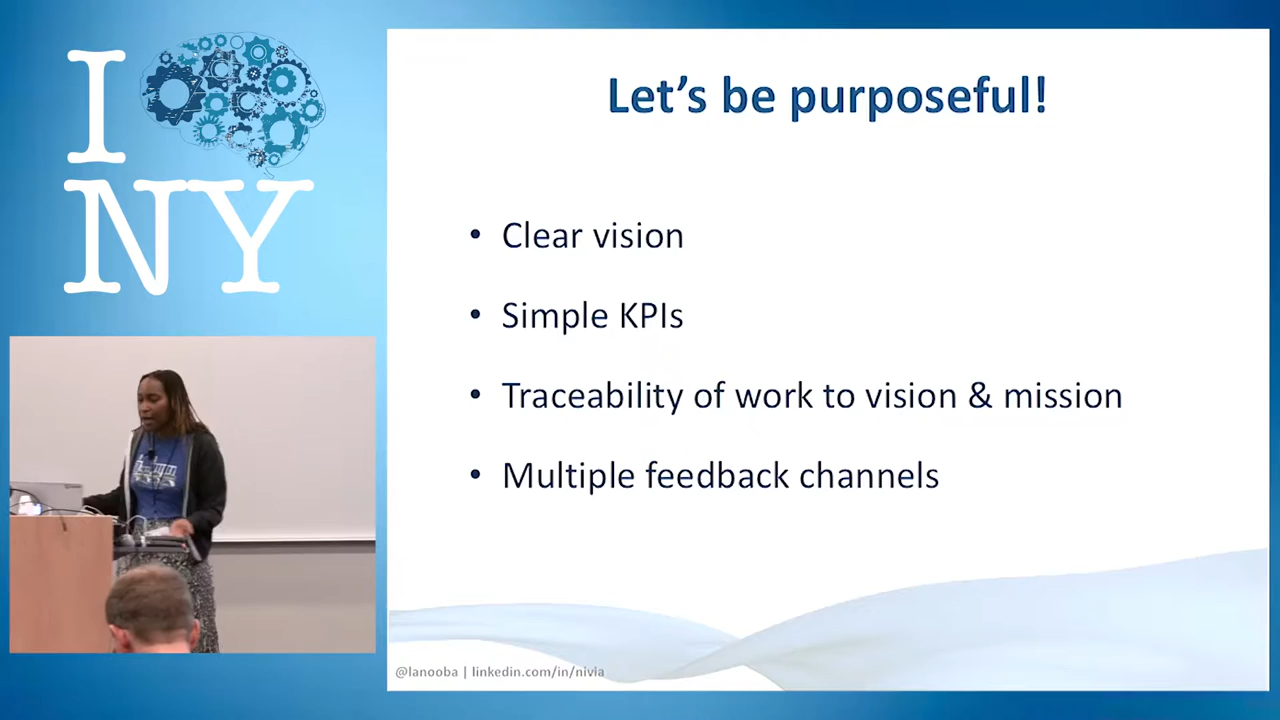 I
NY
Let's be purposeful!
• Clear vision
• Simple KPIs
• Traceability of work to vision & mission
• Multiple feedback channels
@lanooba | linkedin.com/in/nivia